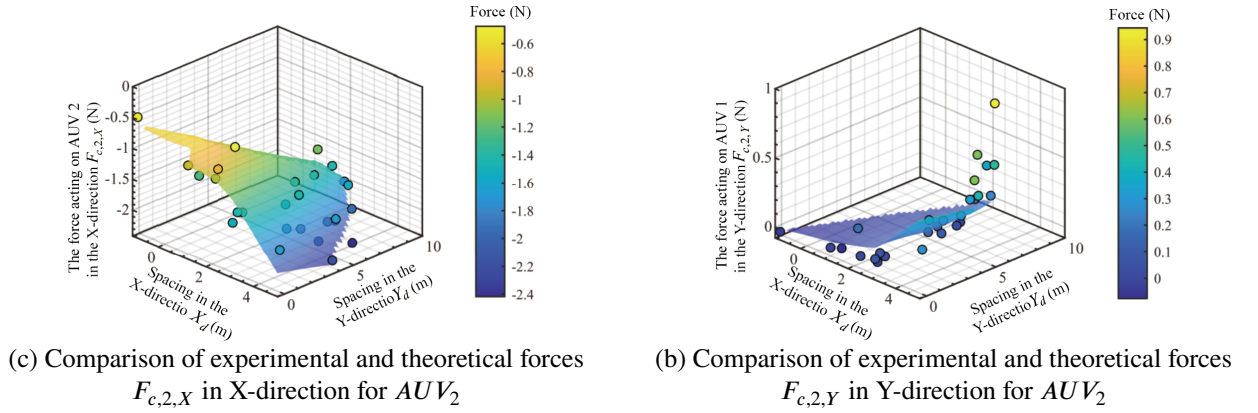 Force (N)
-0.6
-0.8
-1
-1.2
-1.4
-1.6
-1.8
-2
-2.2
-2.4
0
-0.5
-1
-1.5
-2
The force acting on AUV 2
in the X-direction F_{c,2,X} (N)
0
2
4
Spacing in the
X-directio X_d (m)
0
5
10
Spacing in the
Y-directioY_d (m)
(c) Comparison of experimental and theoretical forces
F_{c,2,X} in X-direction for AUV_2
Force (N)
0.9
0.8
0.7
0.6
0.5
0.4
0.3
0.2
0.1
0
1
0.5
0
The force acting on AUV 1
in the Y-direction F_{c,2,Y} (N)
0
2
4
Spacing in the
X-directio X_d (m)
0
5
10
Spacing in the
Y-directioY_d (m)
(b) Comparison of experimental and theoretical forces
F_{c,2,Y} in Y-direction for AUV_2